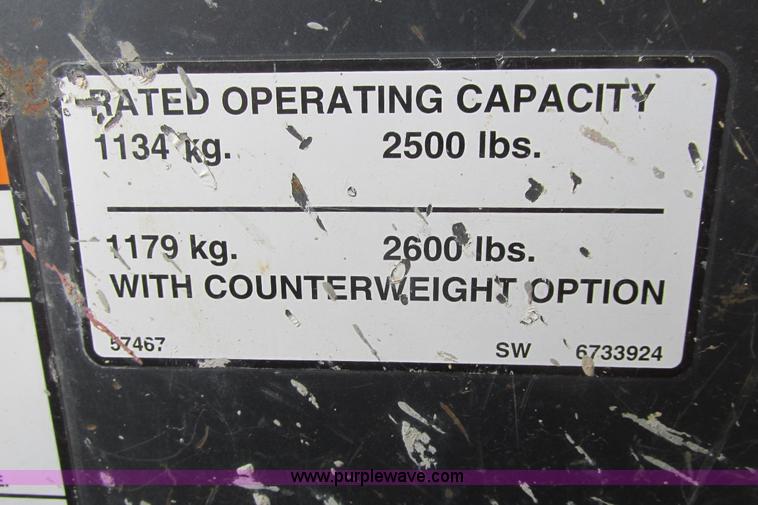 RATED OPERATING CAPACITY
1134 kg. 2500 lbs.
1179 kg. 2600 lbs.
WITH COUNTERWEIGHT OPTION
57467 SW 6733924
www.purplewave.com